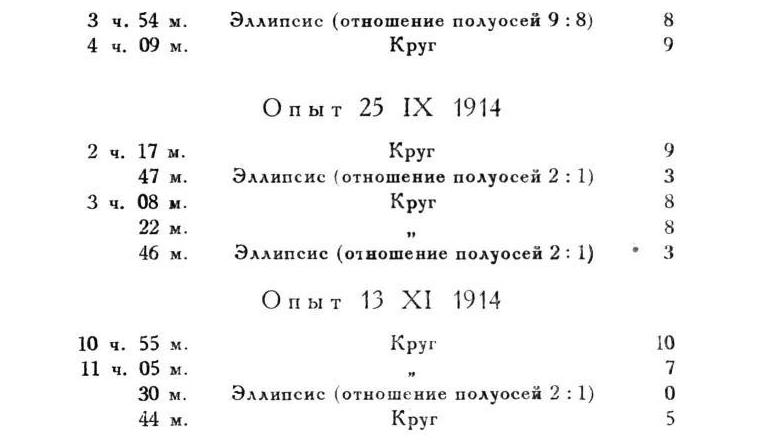 3 ч. 54 м. Эллипсис (отношение полуосей 9 : 8) 8
4 ч. 09 м. Круг 9
Опыт 25 IX 1914
2 ч. 17 м. Круг 9
47 м. Эллипсис (отношение полуосей 2 : 1) 3
3 ч. 08 м. Круг 8
22 м. „ 8
46 м. Эллипсис (отношение полуосей 2 : 1) 3
Опыт 13 XI 1914
10 ч. 55 м. Круг 10
11 ч. 05 м. „ 7
30 м. Эллипсис (отношение полуосей 2 : 1) 0
44 м. Круг 5